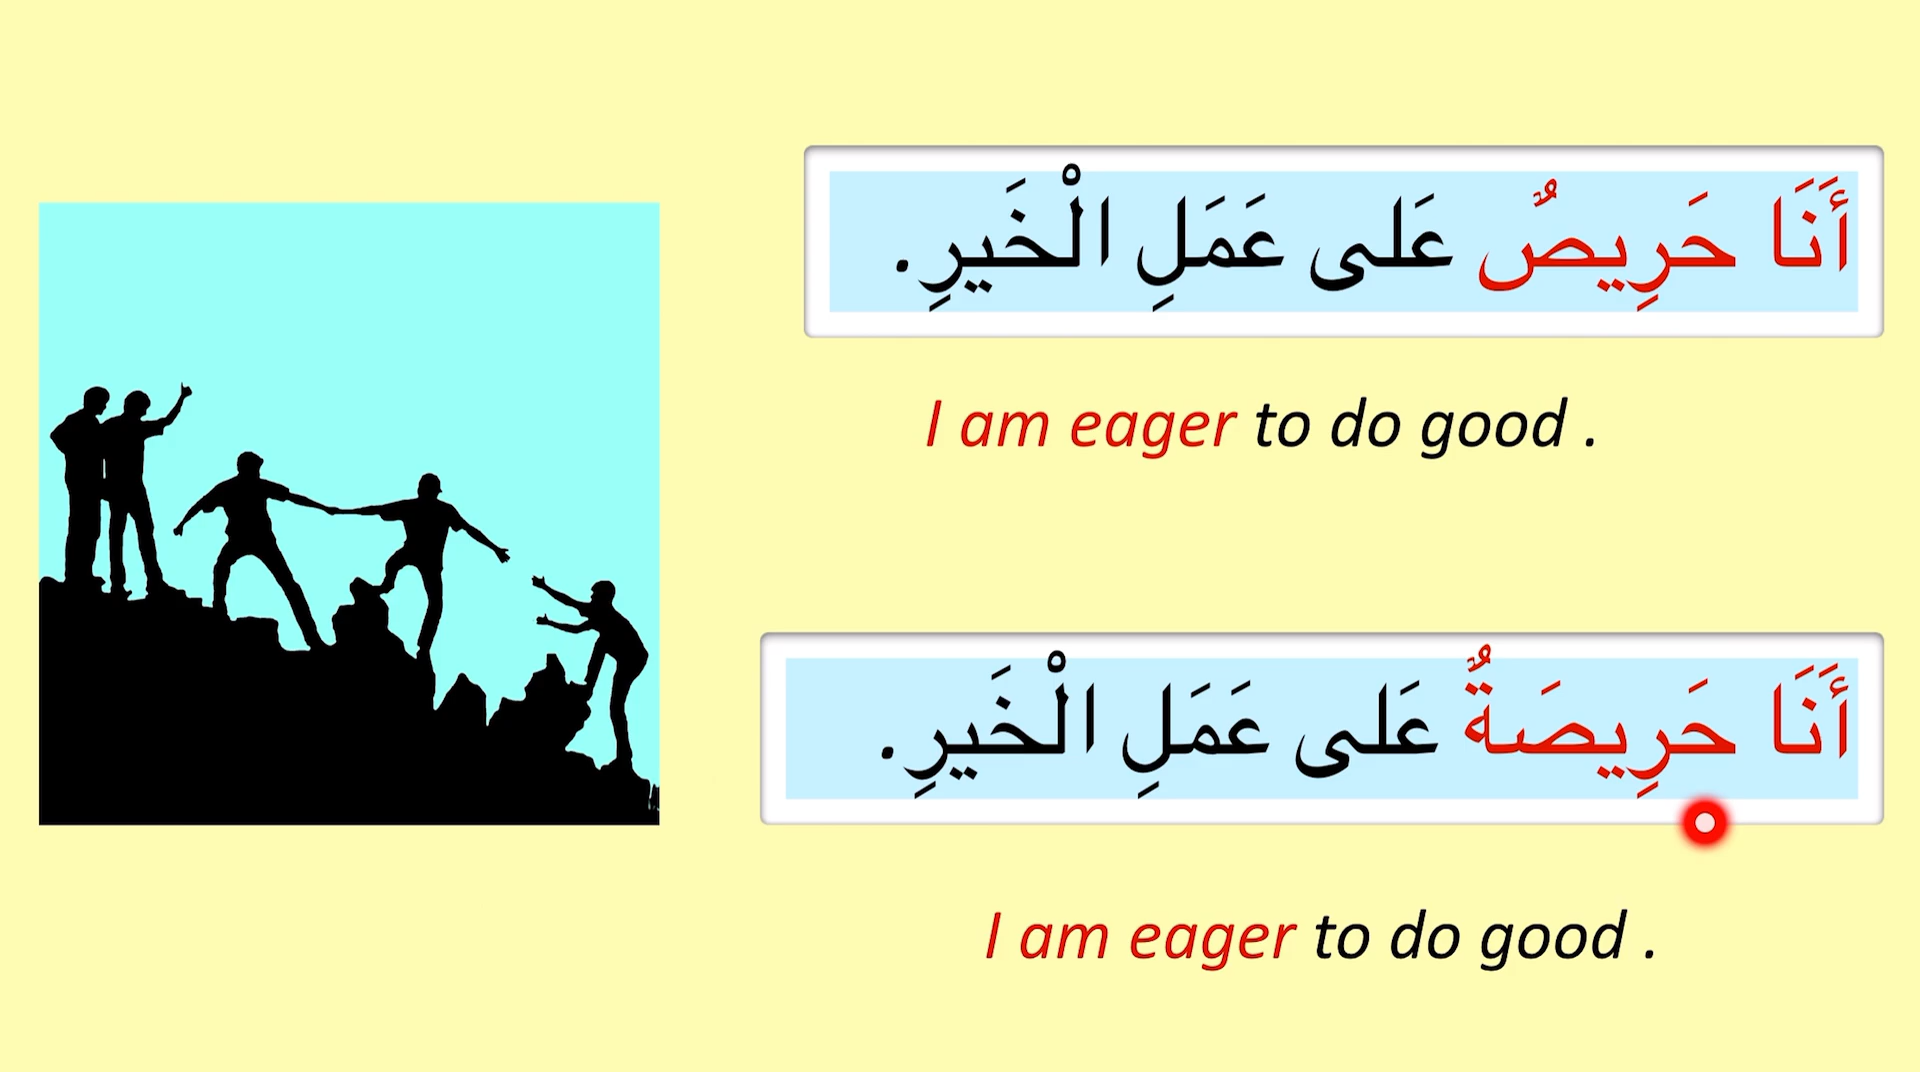 أَنَا حَرِيصٌ عَلى عَمَلِ الْخَيرِ.
I am eager to do good .
أَنَا حَرِيصَةٌ عَلى عَمَلِ الْخَيرِ.
I am eager to do good .